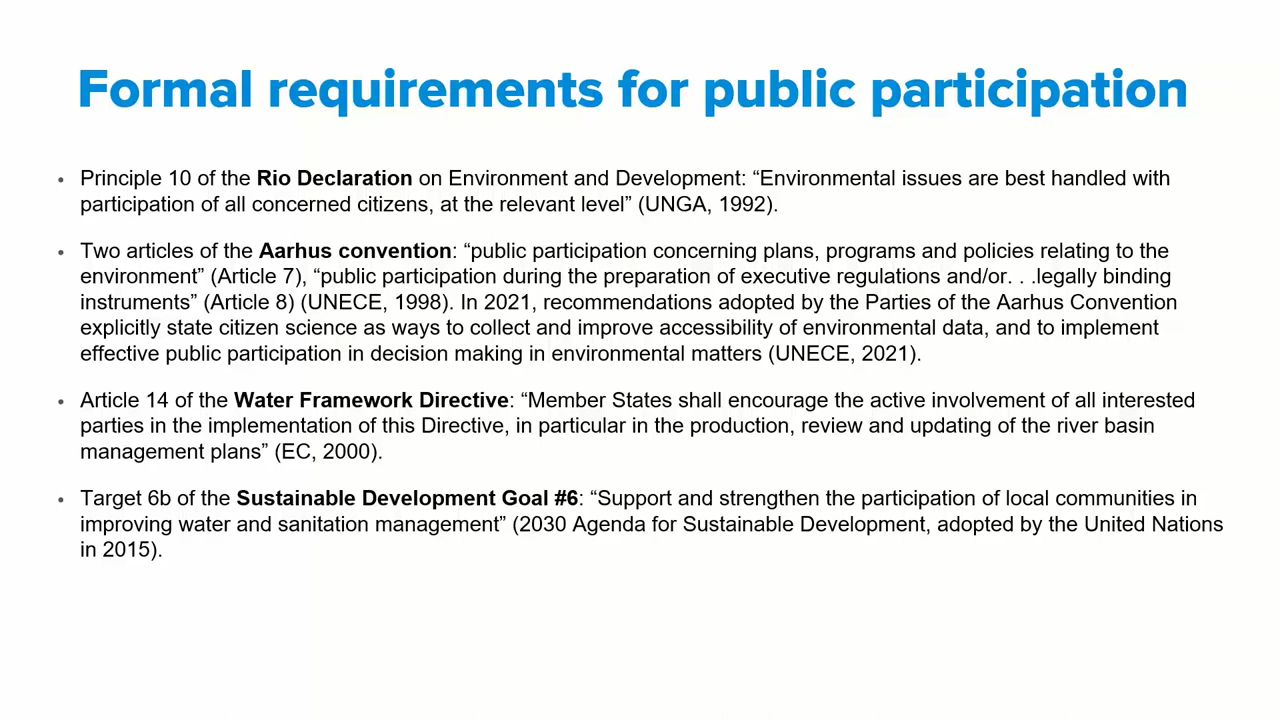 Formal requirements for public participation
• Principle 10 of the Rio Declaration on Environment and Development: “Environmental issues are best handled with
participation of all concerned citizens, at the relevant level” (UNGA, 1992).
• Two articles of the Aarhus convention: “public participation concerning plans, programs and policies relating to the
environment” (Article 7), “public participation during the preparation of executive regulations and/or. . .legally binding
instruments” (Article 8) (UNECE, 1998). In 2021, recommendations adopted by the Parties of the Aarhus Convention
explicitly state citizen science as ways to collect and improve accessibility of environmental data, and to implement
effective public participation in decision making in environmental matters (UNECE, 2021).
• Article 14 of the Water Framework Directive: “Member States shall encourage the active involvement of all interested
parties in the implementation of this Directive, in particular in the production, review and updating of the river basin
management plans” (EC, 2000).
• Target 6b of the Sustainable Development Goal #6: “Support and strengthen the participation of local communities in
improving water and sanitation management” (2030 Agenda for Sustainable Development, adopted by the United Nations
in 2015).